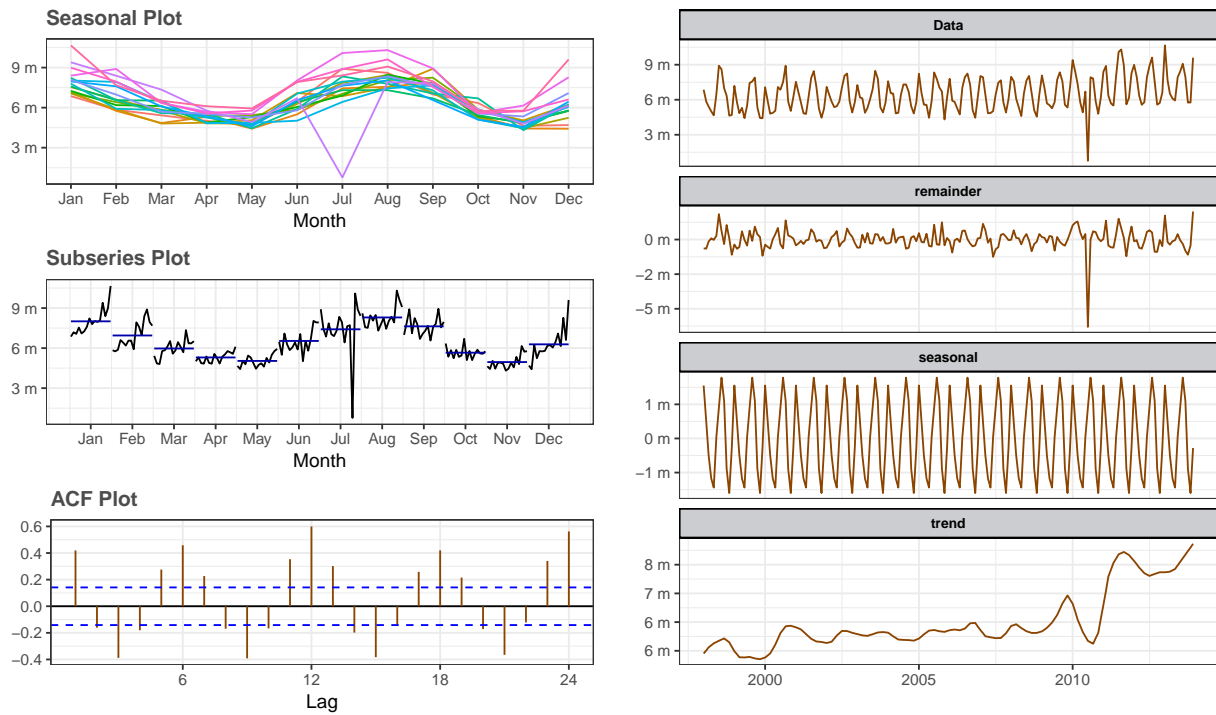 Seasonal Plot
9 m
6 m
3 m
Jan Feb Mar Apr May Jun Jul Aug Sep Oct Nov Dec
Month
Subseries Plot
9 m
6 m
3 m
Jan Feb Mar Apr May Jun Jul Aug Sep Oct Nov Dec
Month
ACF Plot
0.6
0.4
0.2
0.0
−0.2
−0.4
6 12 18 24
Lag
Data
9 m
6 m
3 m
remainder
0 m
−2 m
−5 m
seasonal
1 m
0 m
−1 m
trend
8 m
7 m
6 m
6 m
2000 2005 2010